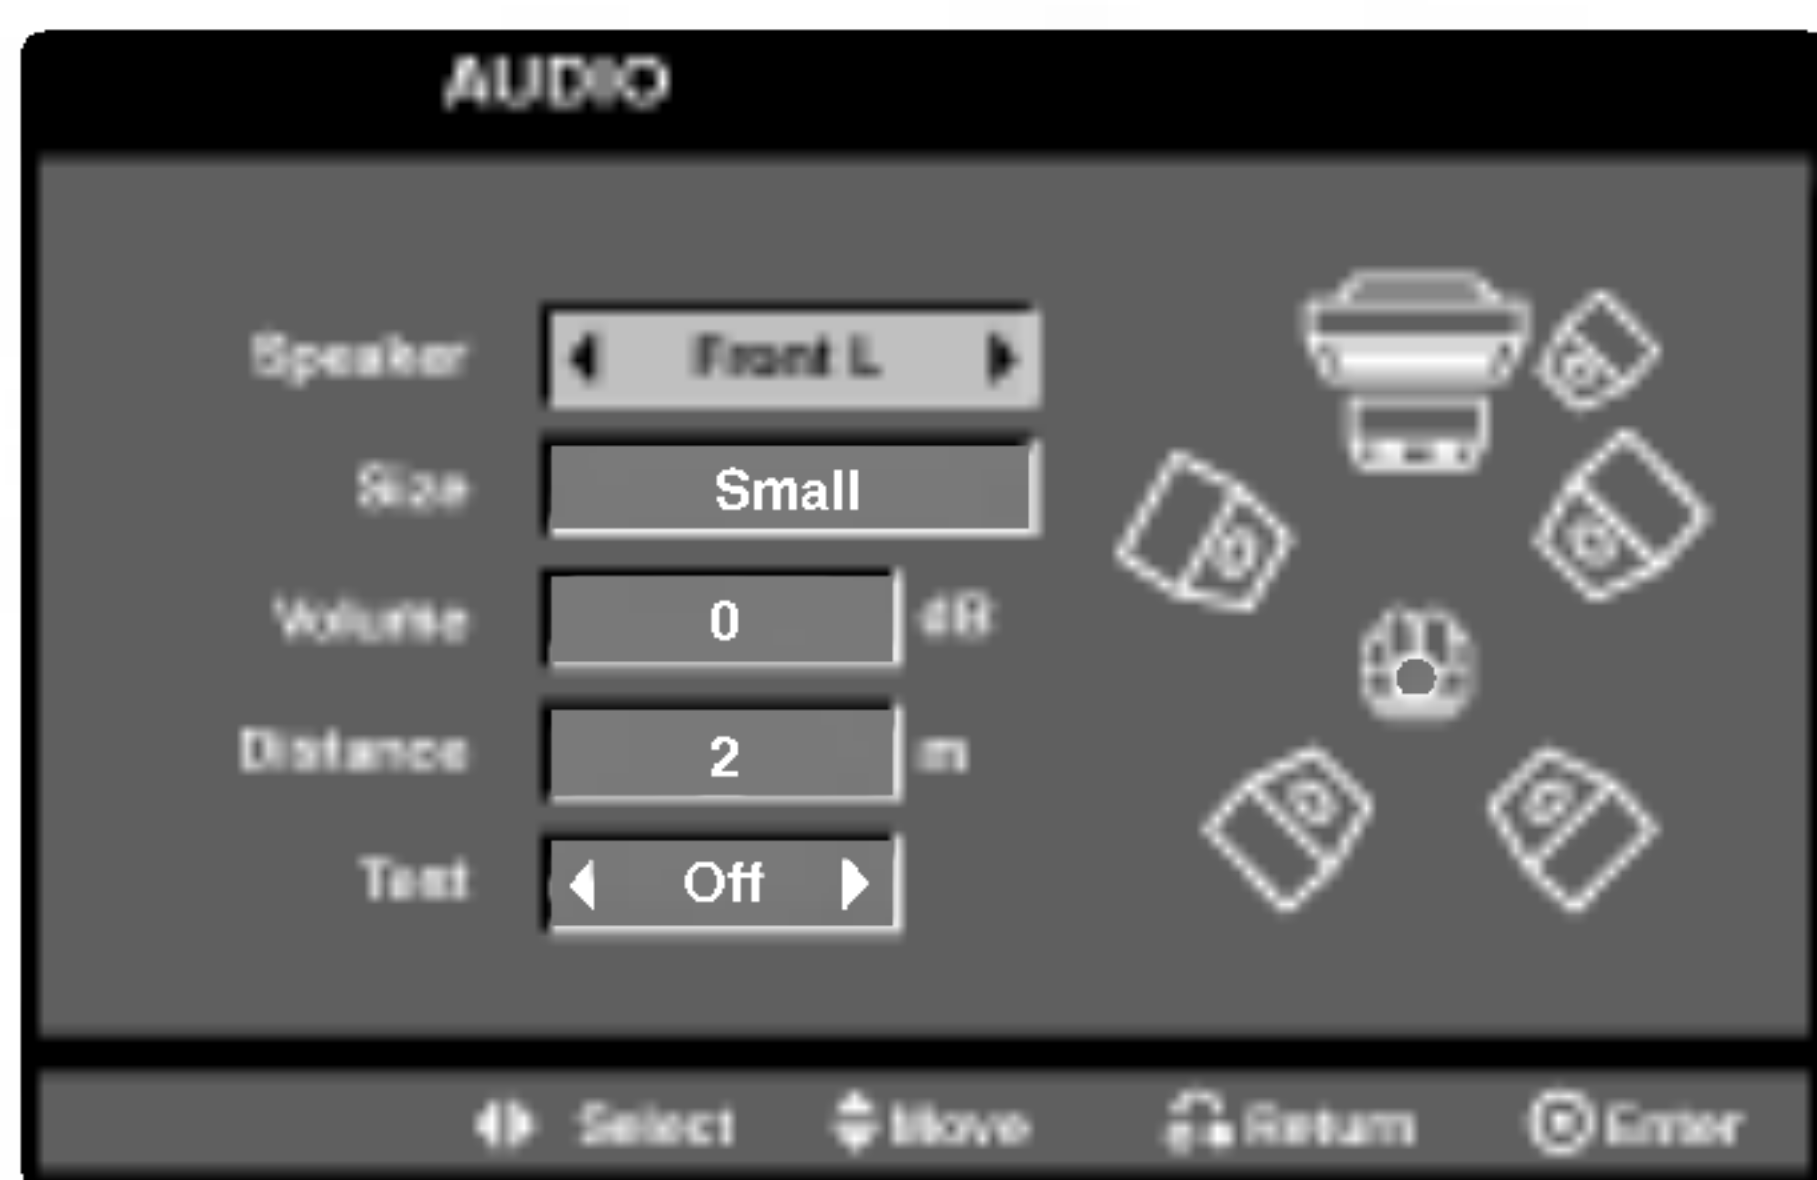 AUDIO
Speaker Front L
Size Small
Volume 0 dB
Distance 2 m
Test Off
Select Move Return Enter